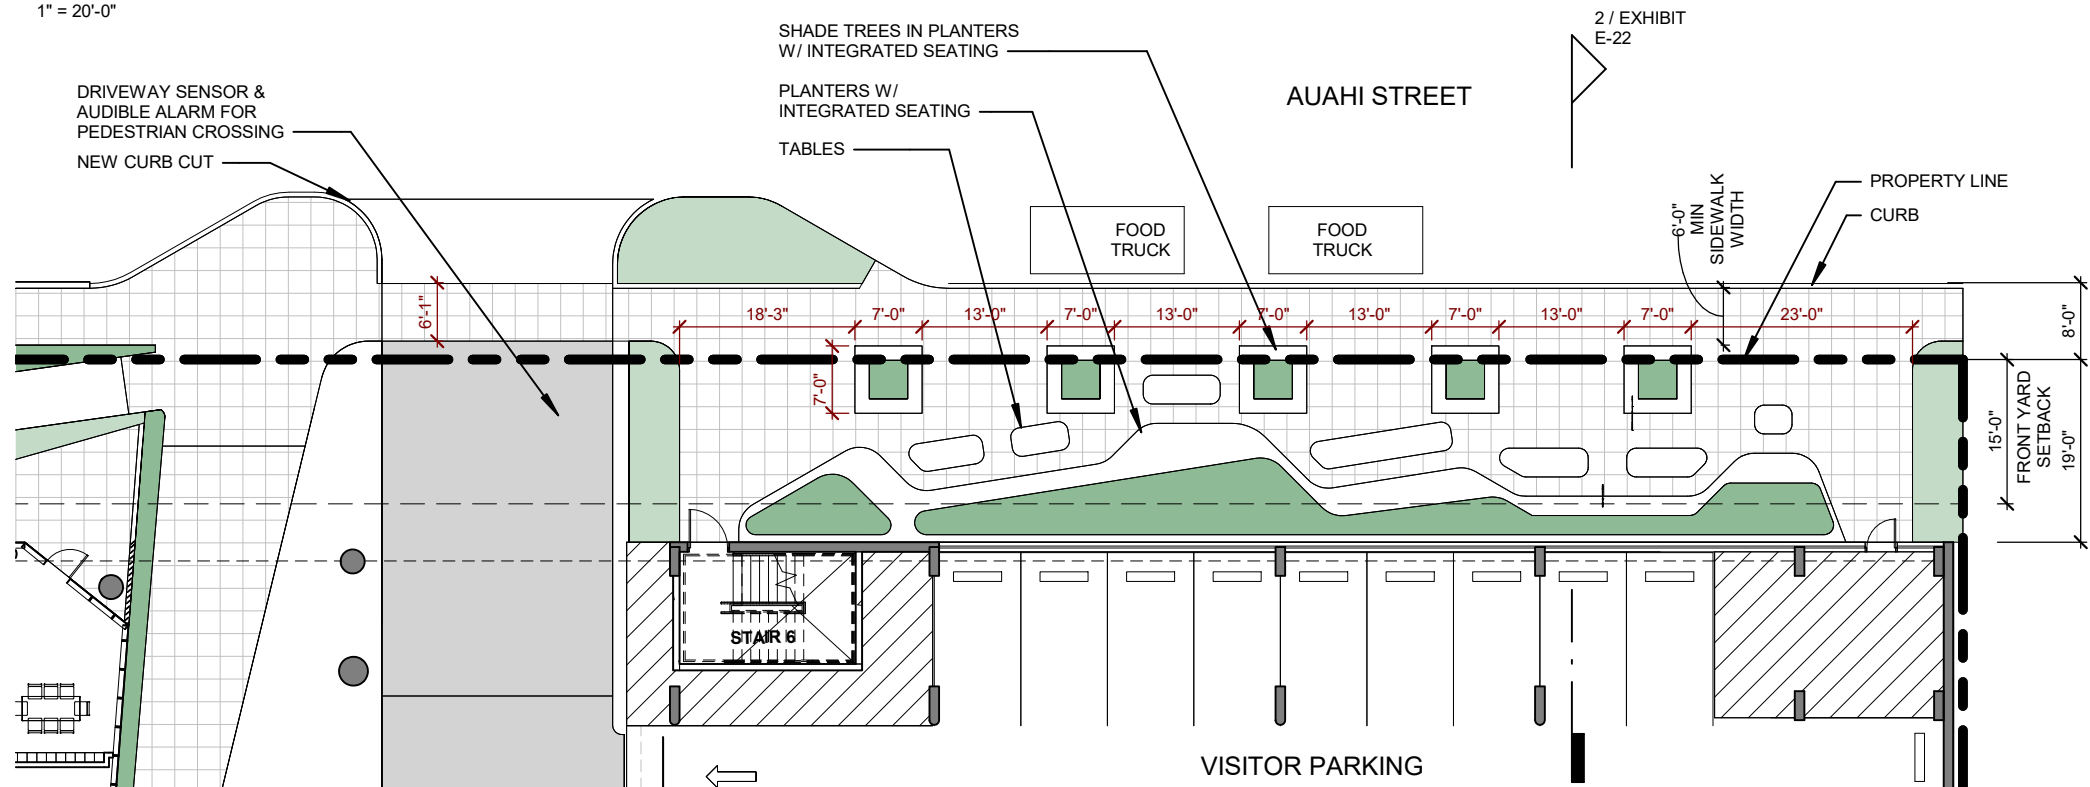 1" = 20'-0"
SHADE TREES IN PLANTERS
W/ INTEGRATED SEATING
2 / EXHIBIT
E-22
DRIVEWAY SENSOR &
AUDIBLE ALARM FOR
PEDESTRIAN CROSSING
NEW CURB CUT
PLANTERS W/
INTEGRATED SEATING
TABLES
AUAHI STREET
PROPERTY LINE
CURB
6'-0"
MIN
SIDEWALK
WIDTH
FOOD
TRUCK
FOOD
TRUCK
6'-1"
18'-3"
7'-0"
13'-0"
7'-0"
13'-0"
7'-0"
13'-0"
7'-0"
13'-0"
7'-0"
23'-0"
8'-0"
7'-0"
15'-0"
FRONT YARD
SETBACK
19'-0"
STAIR 6
VISITOR PARKING